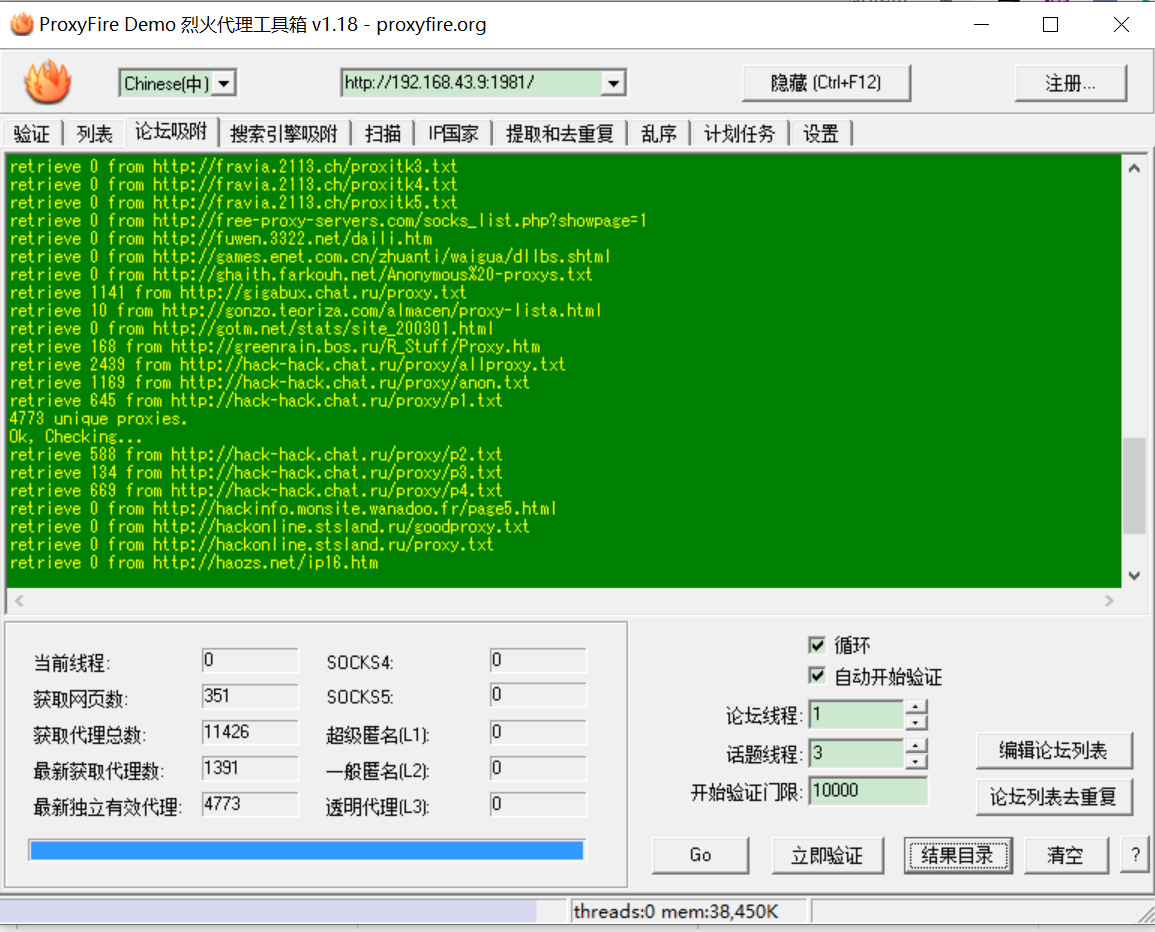 ProxyFire Demo 烈火代理工具箱 v1.18 - proxyfire.org
Chinese(中) http://192.168.43.9:1981/ 隐藏 (Ctrl+F12) 注册...
验证 列表 论坛吸附 搜索引擎吸附 扫描 IP国家 提取和去重复 乱序 计划任务 设置
retrieve 0 from http://fravia.2113.ch/proxitk3.txt
retrieve 0 from http://fravia.2113.ch/proxitk4.txt
retrieve 0 from http://fravia.2113.ch/proxitk5.txt
retrieve 0 from http://free-proxy-servers.com/socks_list.php?showpage=1
retrieve 0 from http://fuwen.3322.net/daili.htm
retrieve 0 from http://games.enet.com.cn/zhuanti/waigua/dllbs.shtml
retrieve 0 from http://ghaith.farkouh.net/Anonymous%20-proxys.txt
retrieve 1141 from http://gigabux.chat.ru/proxy.txt
retrieve 10 from http://gonzo.teoriza.com/almacen/proxy-lista.html
retrieve 0 from http://gotm.net/stats/site_200301.html
retrieve 168 from http://greenrain.bos.ru/R_Stuff/Proxy.htm
retrieve 2439 from http://hack-hack.chat.ru/proxy/allproxy.txt
retrieve 1169 from http://hack-hack.chat.ru/proxy/anon.txt
retrieve 645 from http://hack-hack.chat.ru/proxy/p1.txt
4773 unique proxies.
Ok, Checking...
retrieve 588 from http://hack-hack.chat.ru/proxy/p2.txt
retrieve 134 from http://hack-hack.chat.ru/proxy/p3.txt
retrieve 669 from http://hack-hack.chat.ru/proxy/p4.txt
retrieve 0 from http://hackinfo.monsite.wanadoo.fr/page5.html
retrieve 0 from http://hackonline.stsland.ru/goodproxy.txt
retrieve 0 from http://hackonline.stsland.ru/proxy.txt
retrieve 0 from http://haozs.net/ip16.htm
当前线程: 0 SOCKS4: 0
获取网页数: 351 SOCKS5: 0
获取代理总数: 11426 超级匿名(L1): 0
最新获取代理数: 1391 一般匿名(L2): 0
最新独立有效代理: 4773 透明代理(L3): 0
循环
自动开始验证
论坛线程: 1
话题线程: 3 编辑论坛列表
开始验证门限: 10000 论坛列表去重复
Go 立即验证 结果目录 清空 ?
threads:0 mem:38,450K